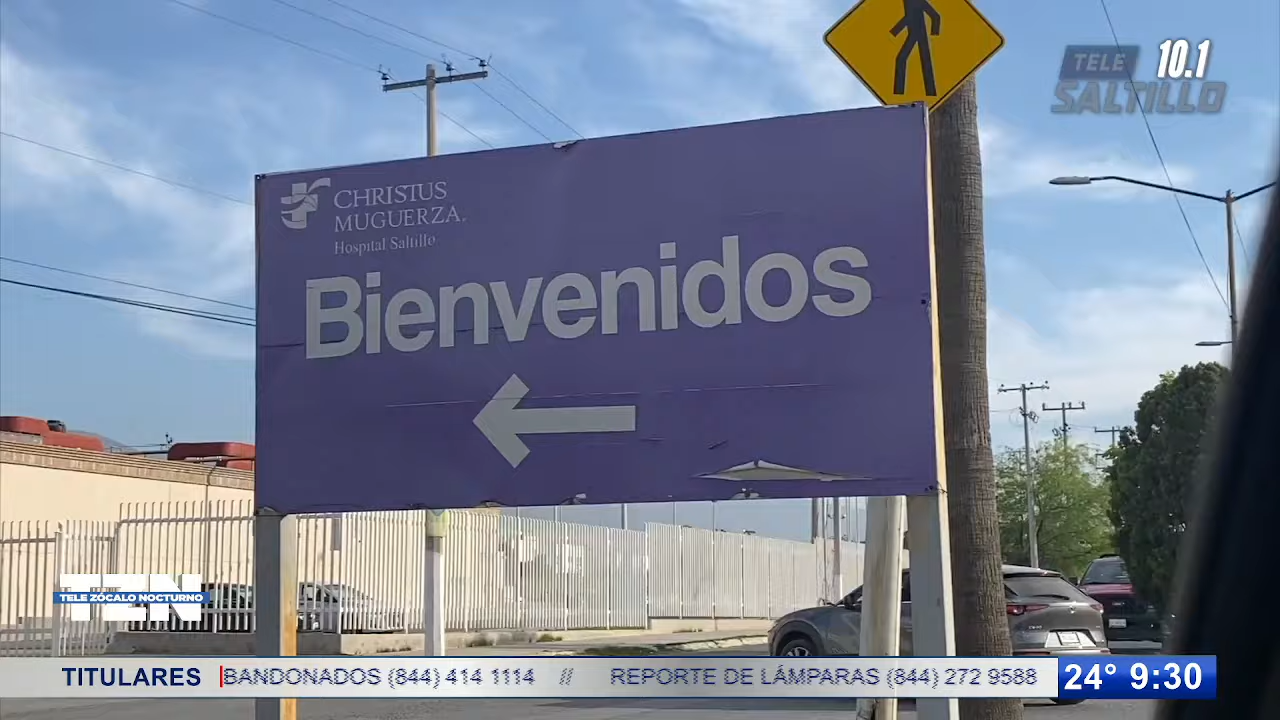 TELE 10.1
SALTILLO
CHRISTUS
MUGUERZA.
Hospital Saltillo
Bienvenidos
TZN
TELE ZÓCALO NOCTURNO
TITULARES BANDONADOS (844) 414 1114 // REPORTE DE LÁMPARAS (844) 272 9588 24° 9:30